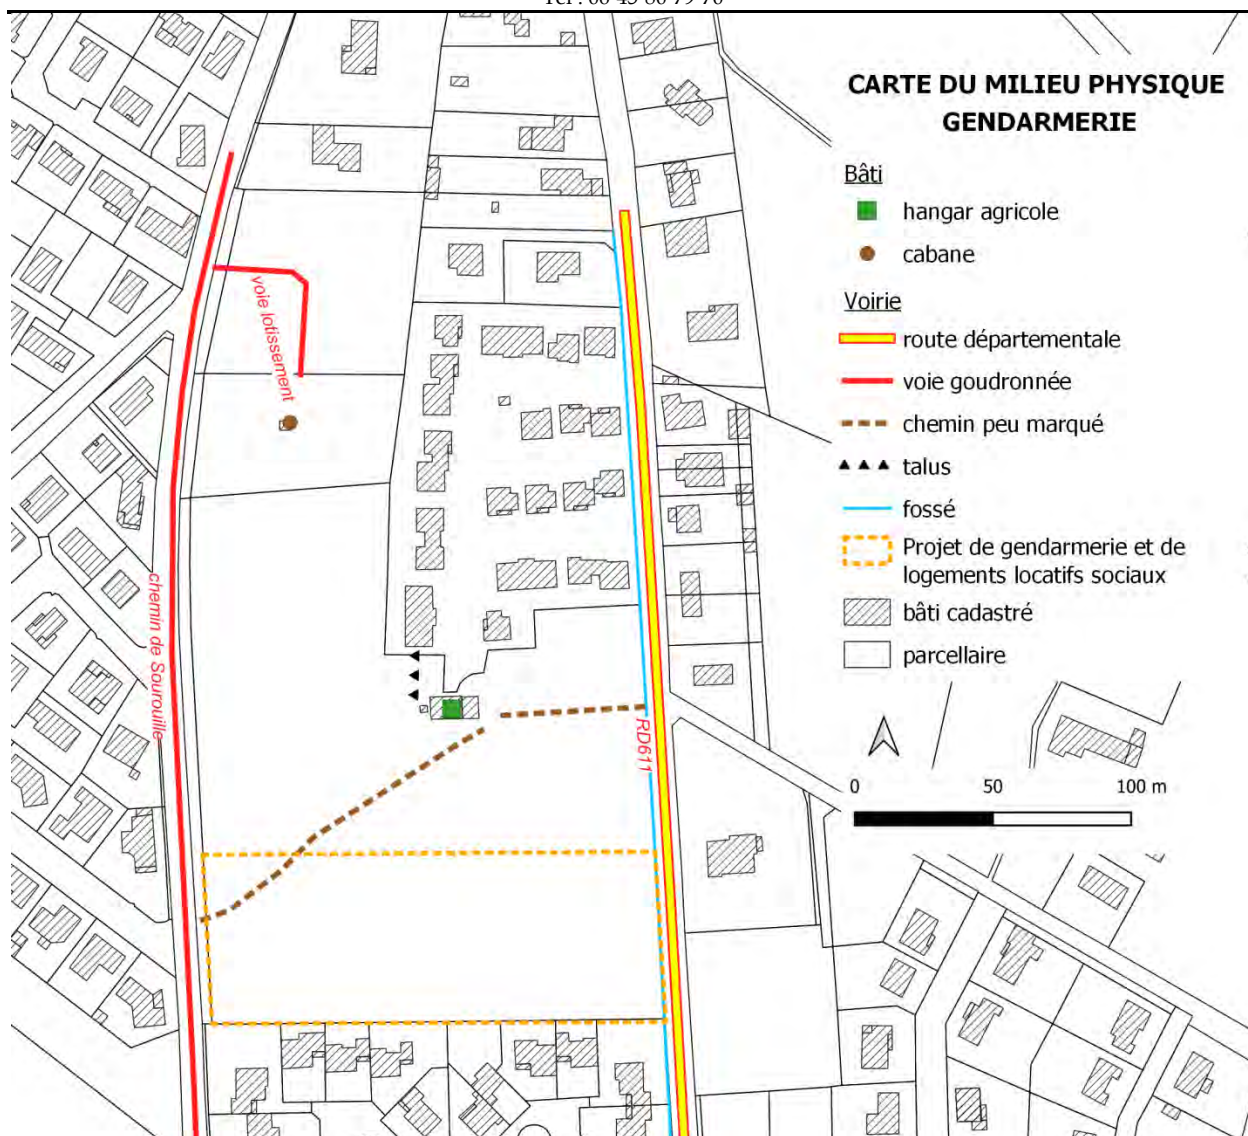 CARTE DU MILIEU PHYSIQUE
GENDARMERIE
Bâti
hangar agricole
cabane
Voirie
route départementale
voie goudronnée
chemin peu marqué
talus
fossé
Projet de gendarmerie et de
logements locatifs sociaux
bâti cadastré
parcellaire
0 50 100 m
voie lotissement
chemin de Sourouille
RD611